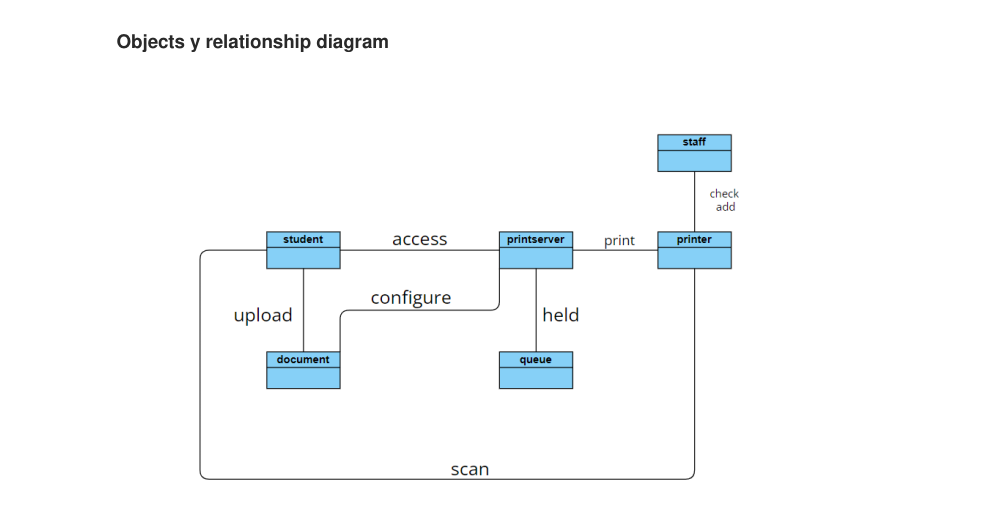 Objects y relationship diagram
staff
check
add
student
access
printserver
print
printer
upload
configure
held
document
queue
scan